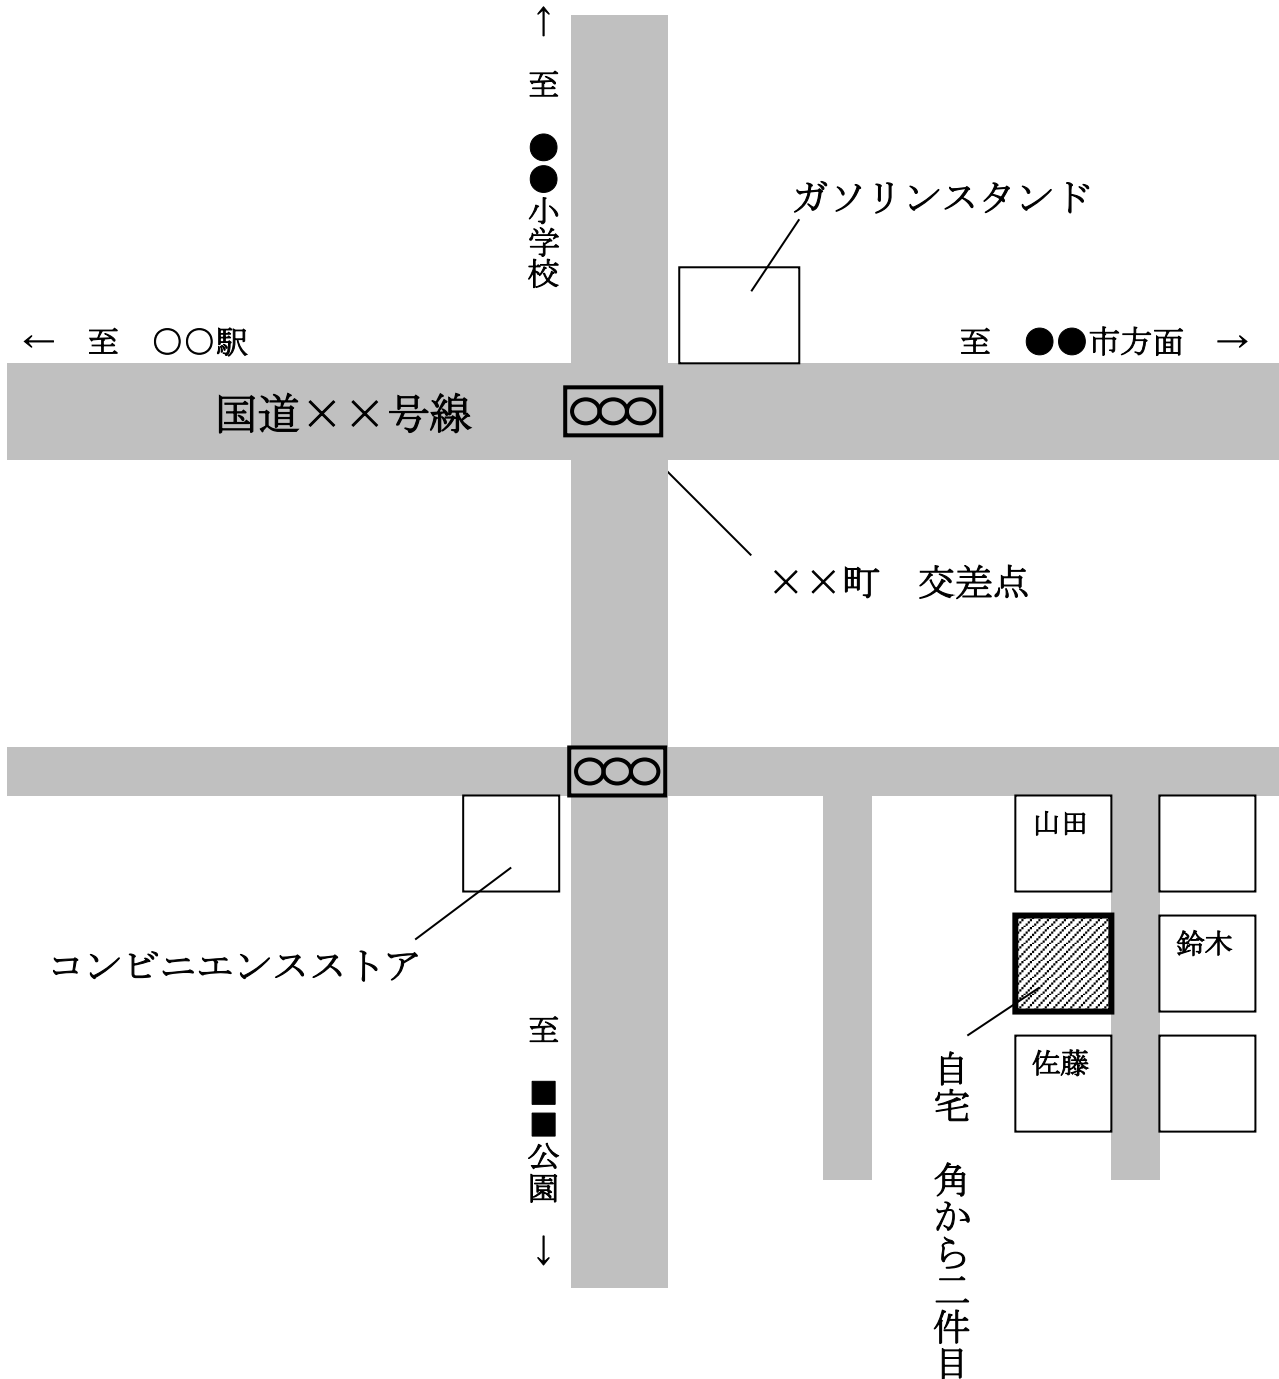 ↑　至　●●小学校
ガソリンスタンド
←　至　〇〇駅
至　●●市方面　→
国道××号線
××町　交差点
山田
鈴木
コンビニエンスストア
佐藤
至　■■公園　↓
自宅　角から二件目